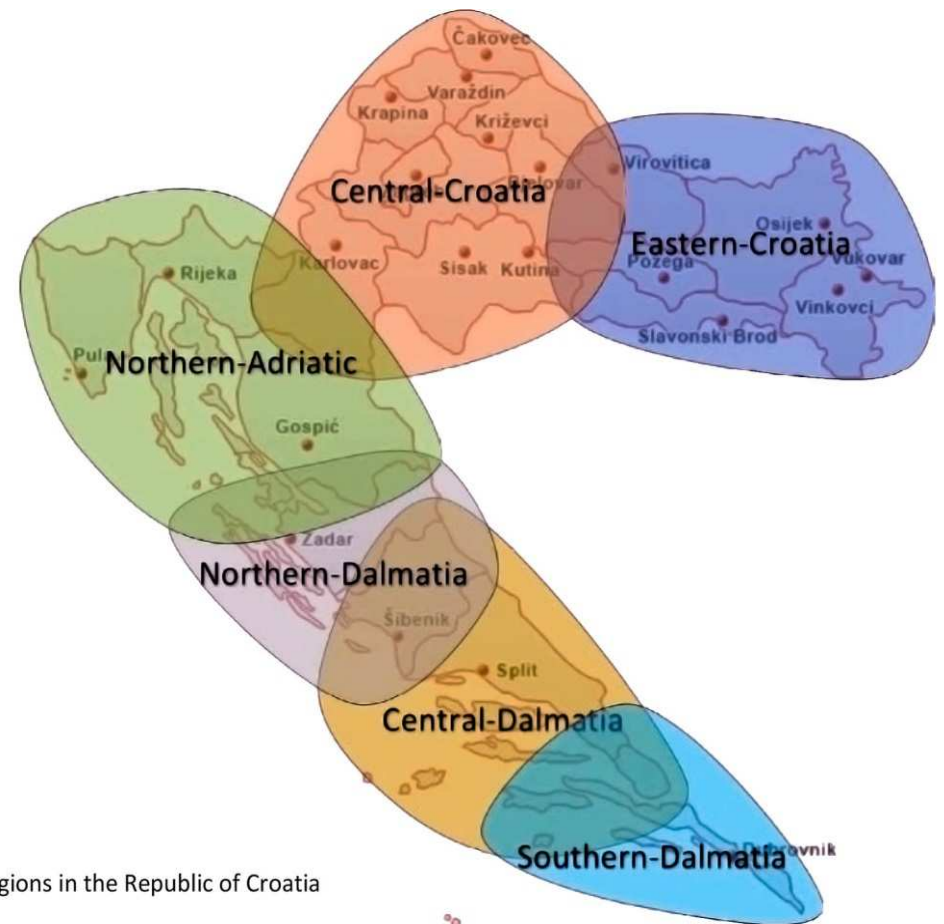 Čakovec
Varaždin
Krapina
Križevci
Virovitica
Central-Croatia
Osijek
Eastern-Croatia
Karlovac
Sisak
Kutina
Požega
Vukovar
Rijeka
Vinkovci
Slavonski Brod
Northern-Adriatic
Gospić
Zadar
Northern-Dalmatia
Šibenik
Split
Central-Dalmatia
Southern-Dalmatia
gions in the Republic of Croatia